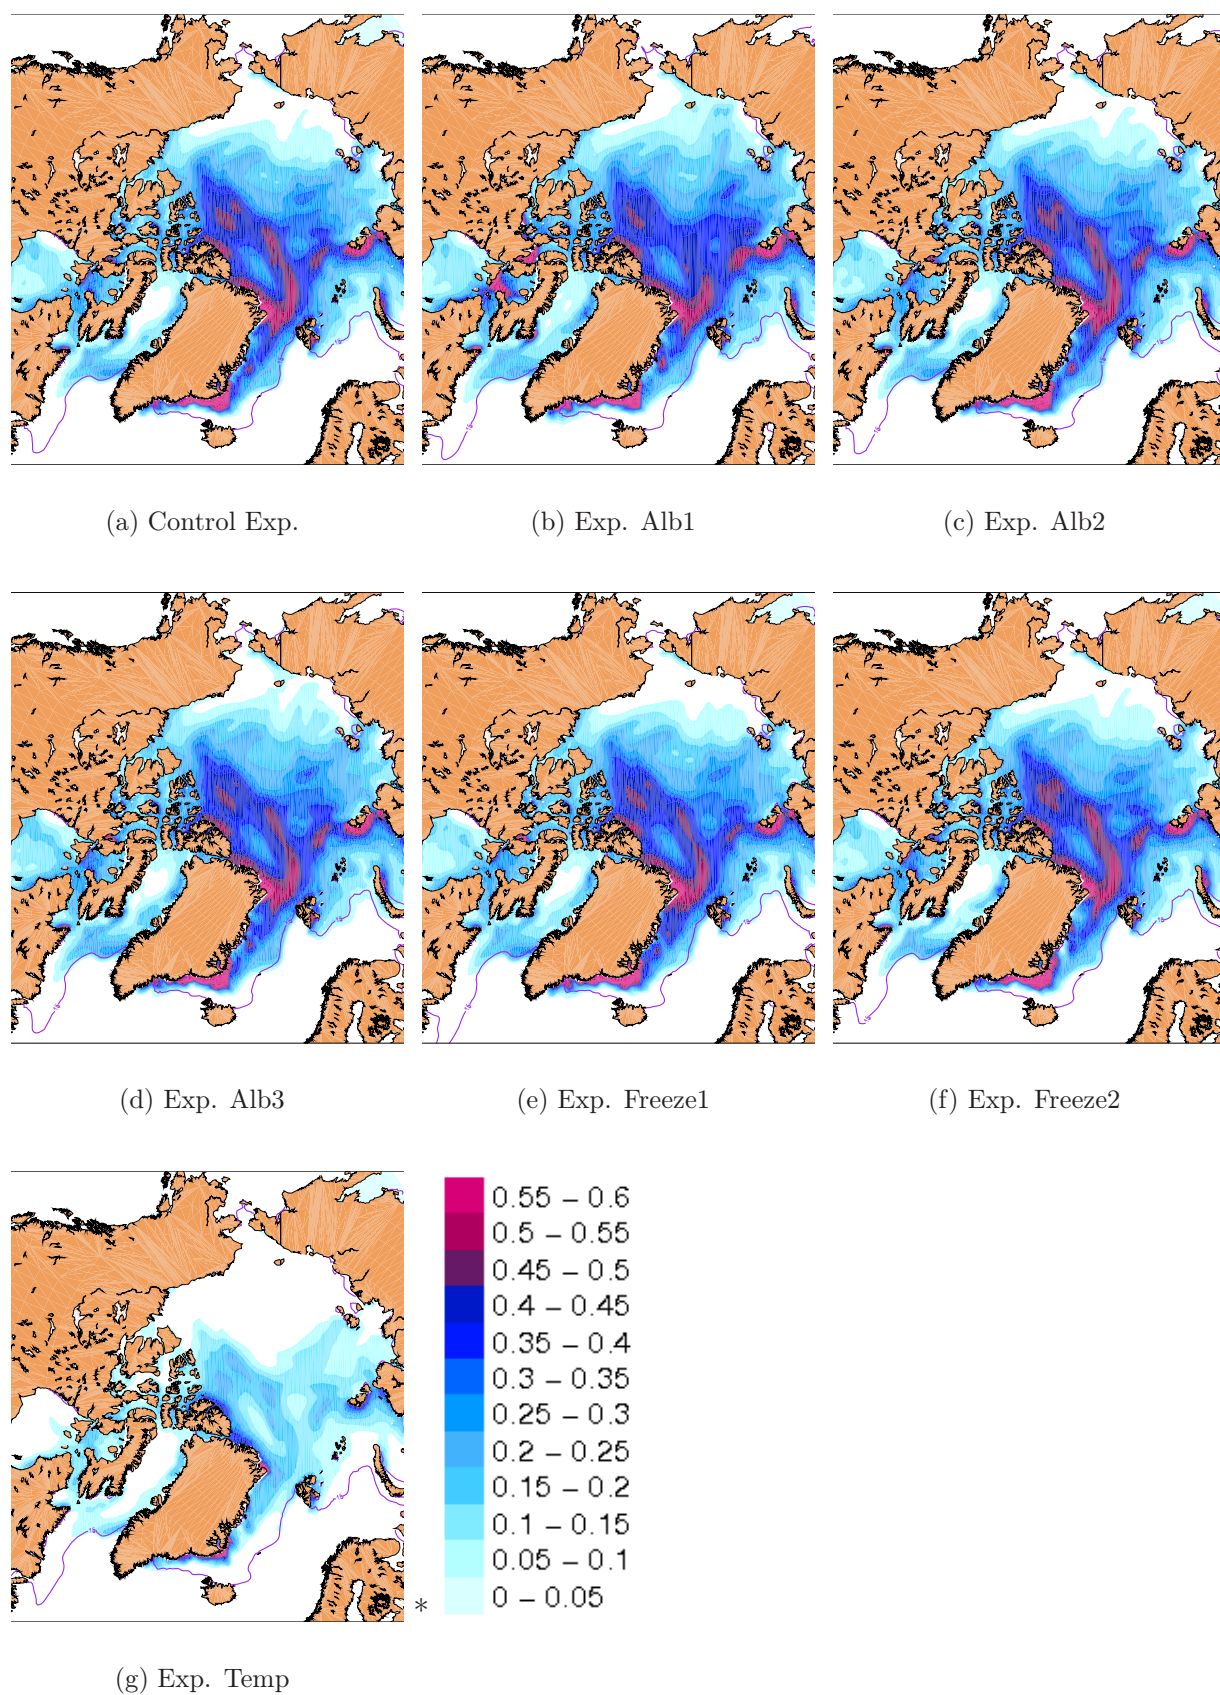 (a) Control Exp.
(b) Exp. Alb1
(c) Exp. Alb2
(d) Exp. Alb3
(e) Exp. Freeze1
(f) Exp. Freeze2
0.55 – 0.6
0.5 – 0.55
0.45 – 0.5
0.4 – 0.45
0.35 – 0.4
0.3 – 0.35
0.25 – 0.3
0.2 – 0.25
0.15 – 0.2
0.1 – 0.15
0.05 – 0.1
0 – 0.05
*
(g) Exp. Temp